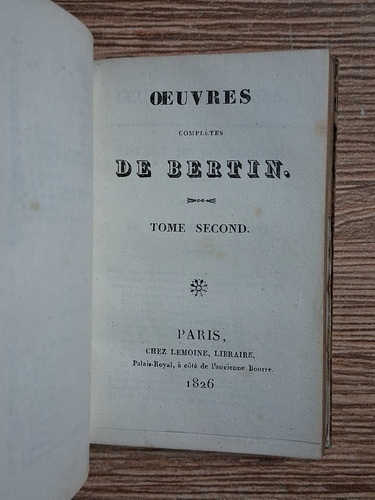 ŒUVRES
COMPLÈTES
DE BERTIN.
TOME SECOND.
PARIS,
CHEZ LEMOINE, LIBRAIRE,
Palais-Royal, à côté de l'ancienne Bourse
1826